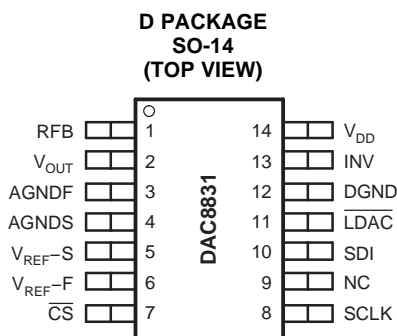 D PACKAGE
SO-14
(TOP VIEW)
RFB 1 14 VDD
VOUT 2 13 INV
AGNDF 3 12 DGND
AGNDS 4 11 LDAC
VREF−S 5 10 SDI
VREF−F 6 9 NC
CS 7 8 SCLK
DAC8831